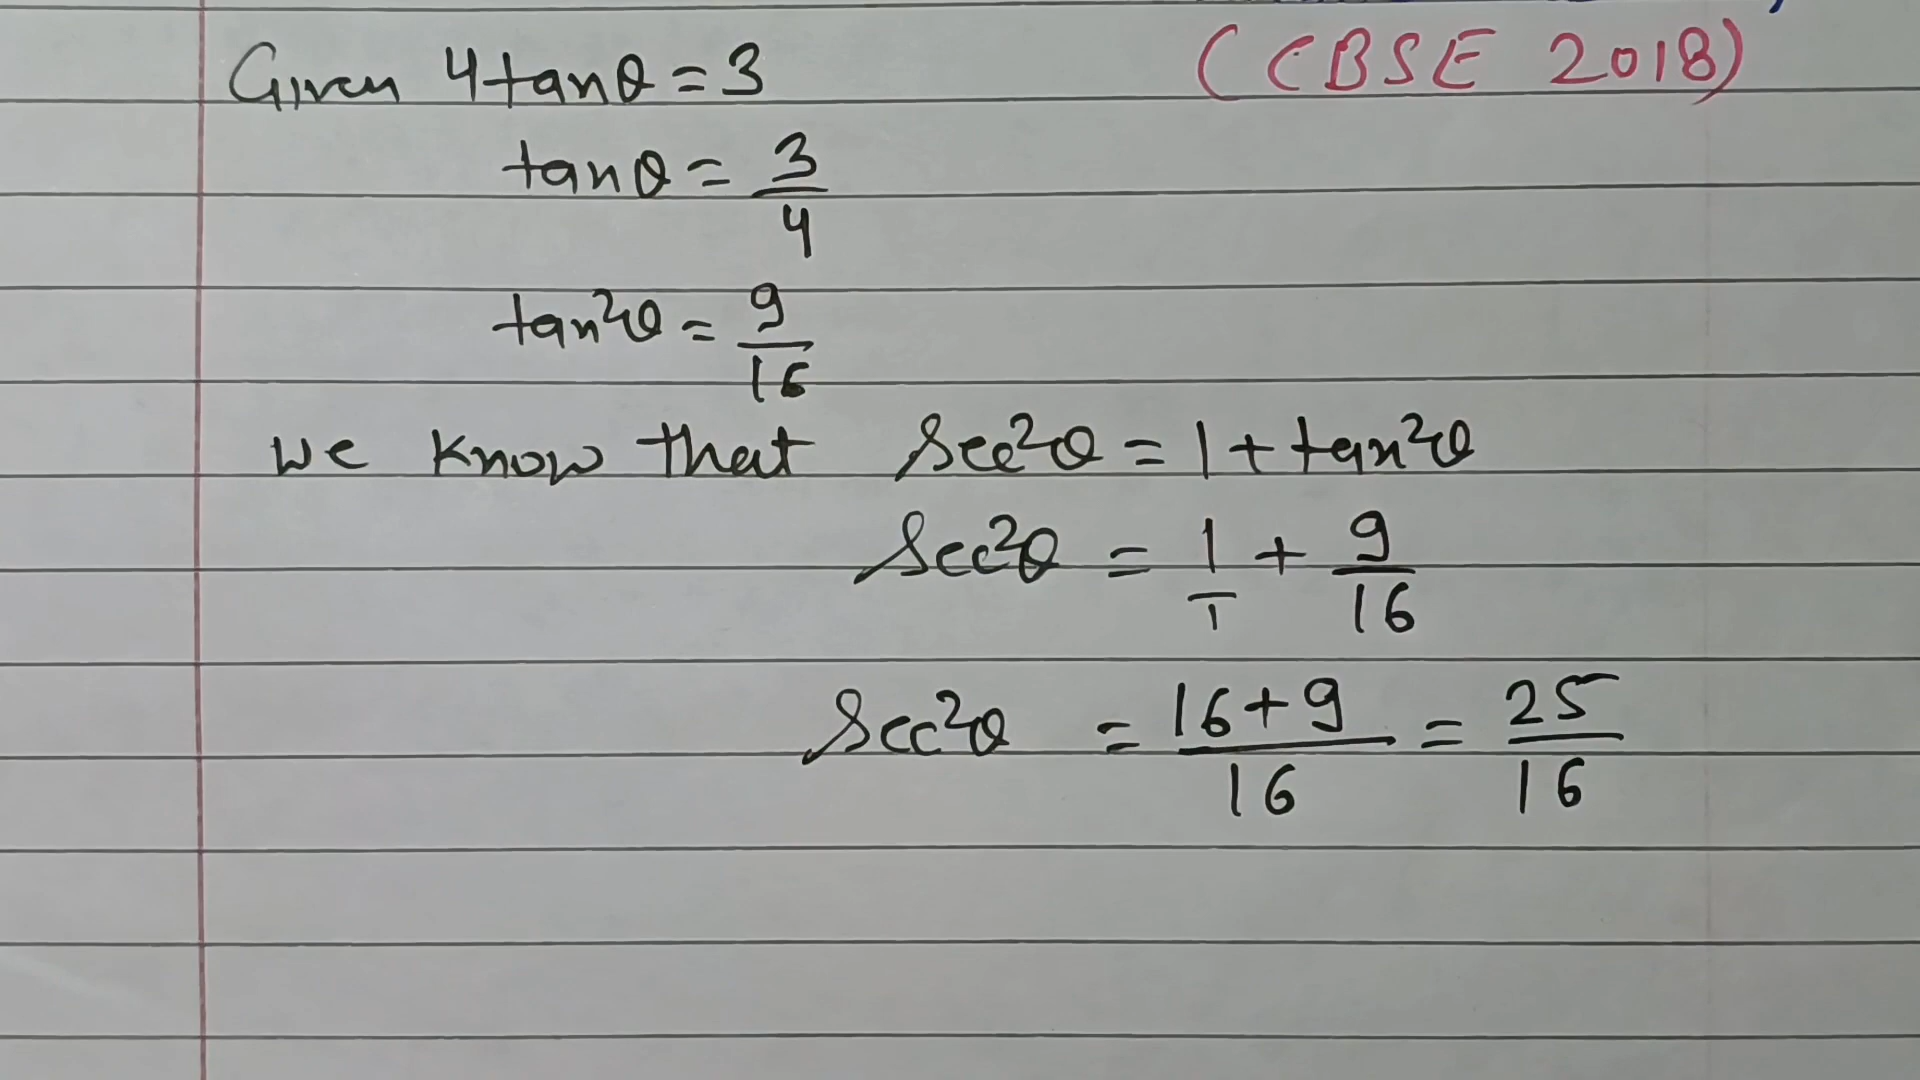 Given 4tanθ = 3 (CBSE 2018)
tanθ = 3/4
tan²θ = 9/16
we know that sec²θ = 1 + tan²θ
sec²θ = 1/1 + 9/16
sec²θ = 16+9/16 = 25/16